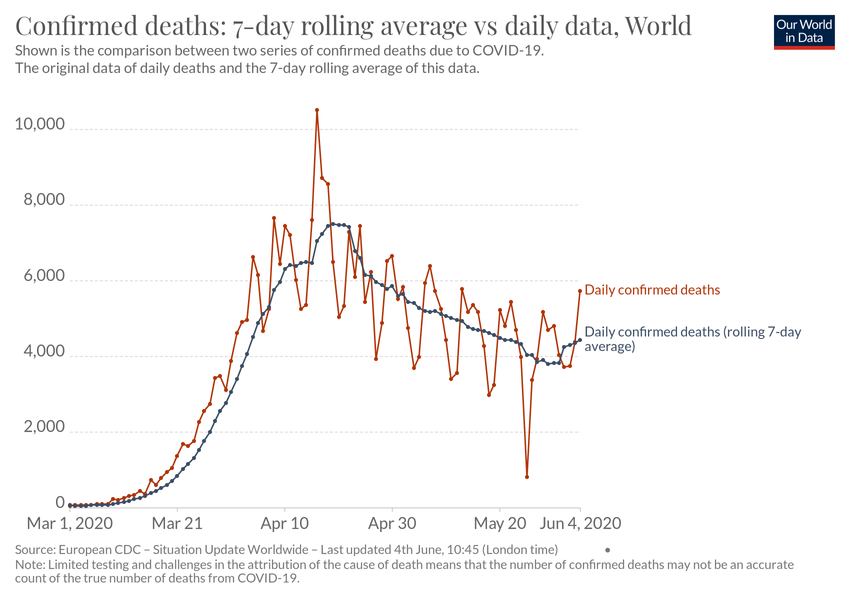 Confirmed deaths: 7-day rolling average vs daily data, World
Our World
in Data
Shown is the comparison between two series of confirmed deaths due to COVID-19.
The original data of daily deaths and the 7-day rolling average of this data.
10,000
8,000
6,000
Daily confirmed deaths
Daily confirmed deaths (rolling 7-day
average)
4,000
2,000
0
Mar 1, 2020
Mar 21
Apr 10
Apr 30
May 20
Jun 4, 2020
Source: European CDC – Situation Update Worldwide – Last updated 4th June, 10:45 (London time)
•
Note: Limited testing and challenges in the attribution of the cause of death means that the number of confirmed deaths may not be an accurate
count of the true number of deaths from COVID-19.